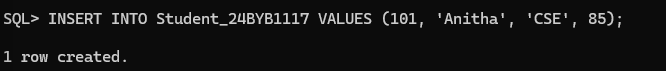 SQL> INSERT INTO Student_24BYB1117 VALUES (101, 'Anitha', 'CSE', 85);
1 row created.